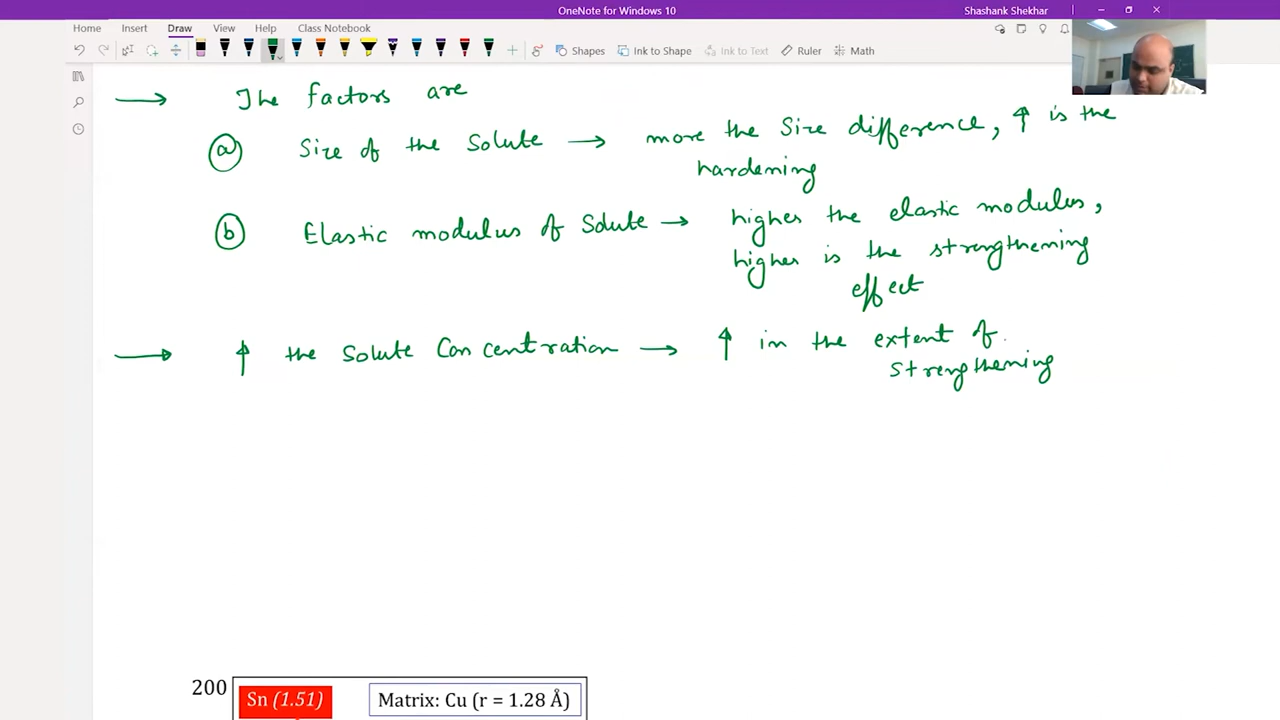 OneNote for Windows 10
Shashank Shekhar
Home Insert Draw View Help Class Notebook
Shapes Ink to Shape Ink to Text Ruler Math
→ The factors are
(a) Size of the Solute → more the Size difference, ↑ is the
hardening
(b) Elastic modulus of Solute → higher the elastic modulus,
higher is the strengthening
effect
→ ↑ the Solute Concentration → ↑ in the extent of
strengthening
200
Sn (1.51)
Matrix: Cu (r = 1.28 Å)